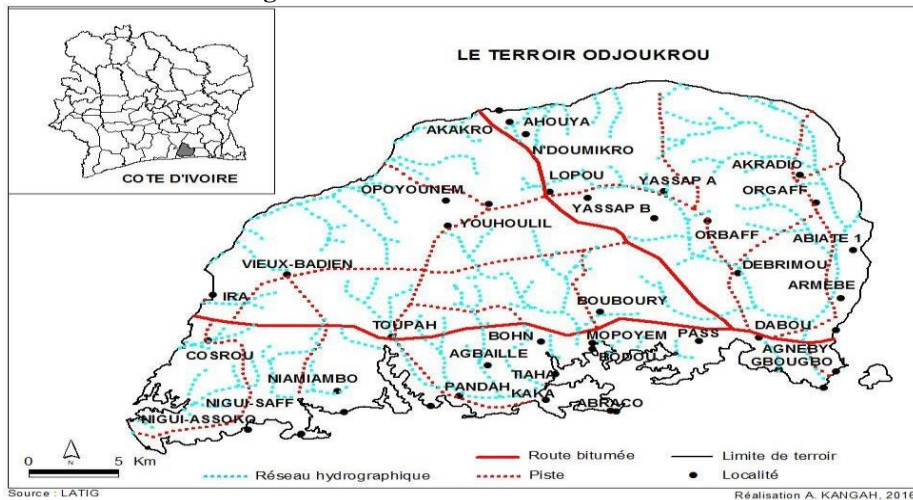 LE TERROIR ODJOUKROU
COTE D'IVOIRE
AKAKRO
AHOUYA
N'DOUMIKRO
LOPOU
YASSAP A
AKRADIO
ORGAFF
OPOYOUNEM
YASSAP B
YOUHOULIL
ORBAFF
ABIATE 1
VIEUX-BADIEN
DEBRIMOU
ARMEBE
IRA
BOUBOURY
TOUPAH
BOHN
MOPOYEM
PASS
DABOU
COSROU
AGBAILLE
BODOU
AGNEBY
GBOUGBO
NIAMIAMBO
TIAHA
PANDAH
KAKA
NIGUI-SAFF
ABRACO
NIGUI-ASSOKO
N
0 5 Km
Réseau hydrographique
Route bitumée
Piste
Limite de terroir
Localité
Source : LATIG
Réalisation A. KANGAH, 2016